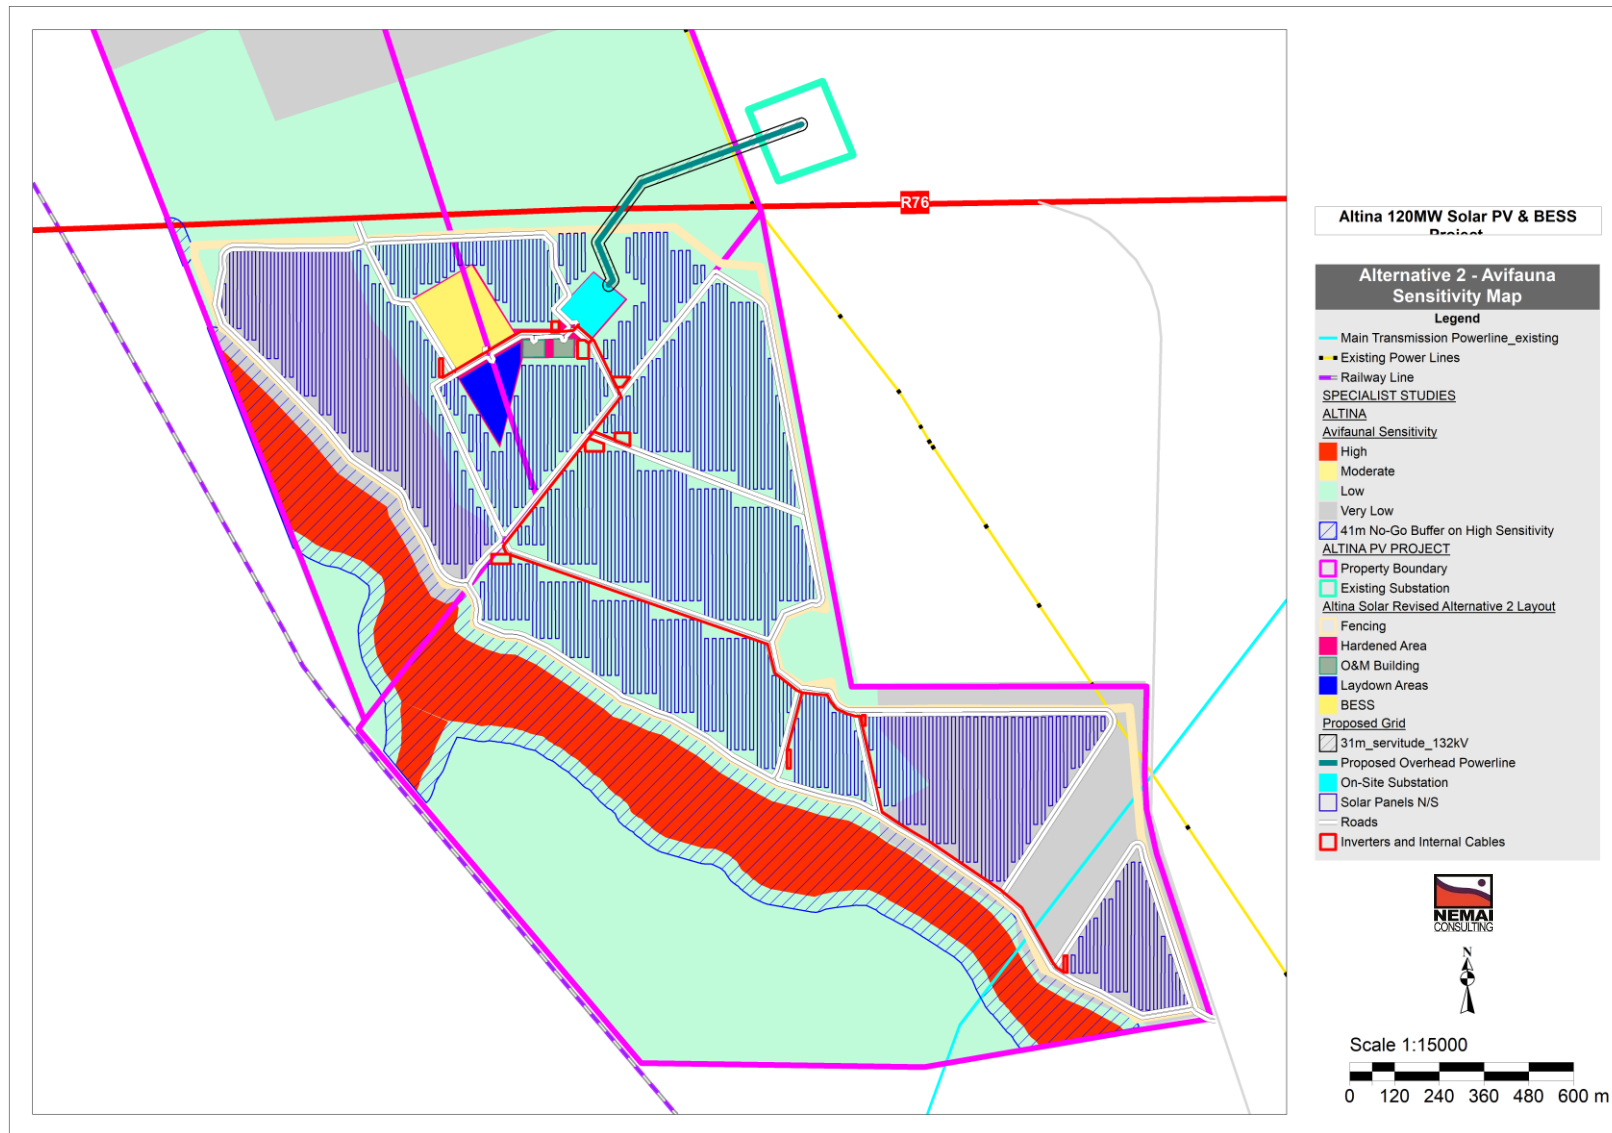 R76
Altina 120MW Solar PV & BESS
Project
Alternative 2 - Avifauna
Sensitivity Map
Legend
Main Transmission Powerline_existing
Existing Power Lines
Railway Line
SPECIALIST STUDIES
ALTINA
Avifaunal Sensitivity
High
Moderate
Low
Very Low
41m No-Go Buffer on High Sensitivity
ALTINA PV PROJECT
Property Boundary
Existing Substation
Altina Solar Revised Alternative 2 Layout
Fencing
Hardened Area
O&M Building
Laydown Areas
BESS
Proposed Grid
31m_servitude_132kV
Proposed Overhead Powerline
On-Site Substation
Solar Panels N/S
Roads
Inverters and Internal Cables
NEMAI
CONSULTING
N
Scale 1:15000
0 120 240 360 480 600 m